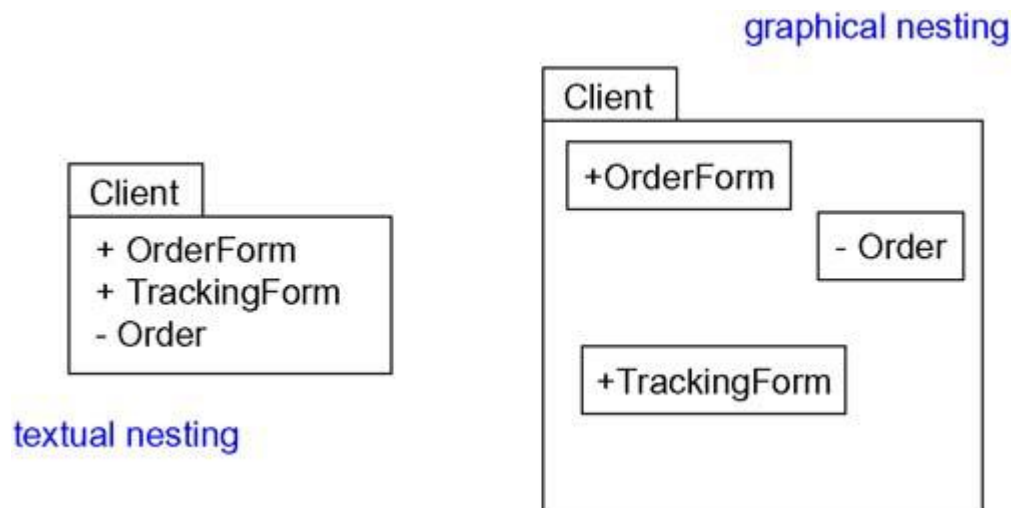 graphical nesting
Client
+ OrderForm
+ TrackingForm
- Order
textual nesting
Client
+OrderForm
- Order
+TrackingForm